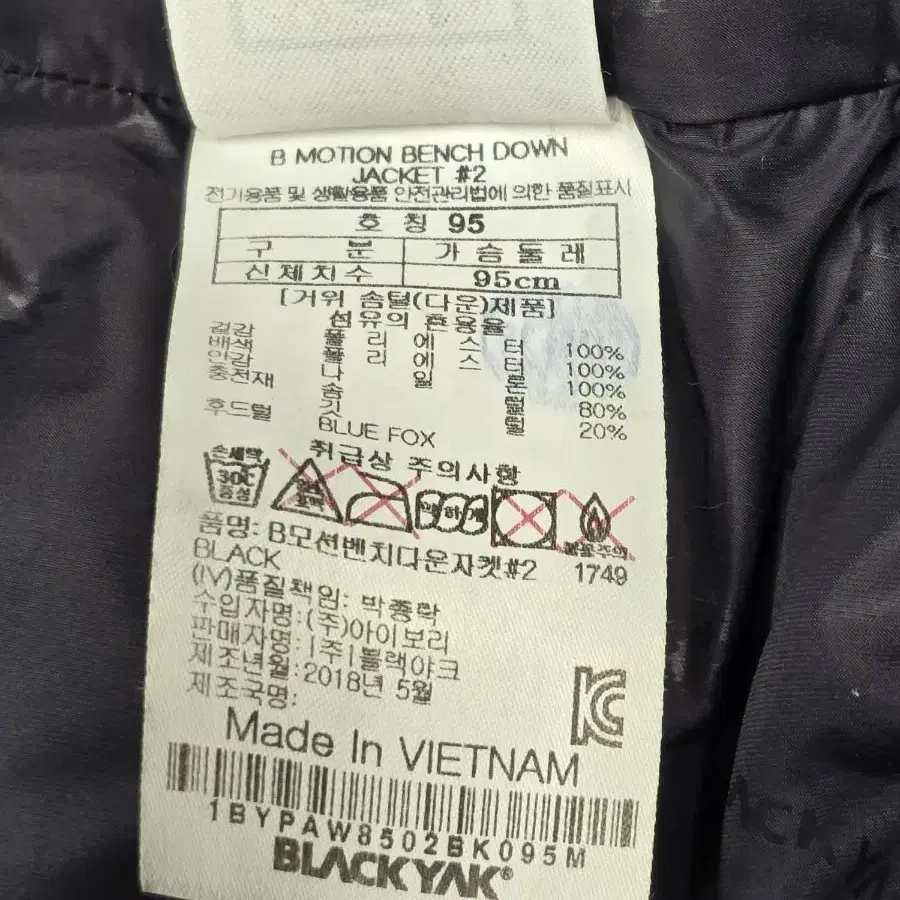 B MOTION BENCH DOWN
JACKET #2
전기용품 및 생활용품 안전관리법에 의한 품질표시
호 칭 95
구 분 가 슴 둘 레
신 체 치 수 95cm
[거위 솜털(다운)제품]
섬유의 혼용율
겉감 폴 리 에 스 터 100%
배색 폴 리 에 스 터 100%
안감 나 일 론 100%
충전재 솜 털 80%
깃 털 20%
후드털 BLUE FOX
취급상 주의사항
손세탁
30℃
중성
약하게
품명: B모션벤치다운자켓#2 1749
BLACK
(IV)품질책임: 박종학
수입자명:(주)아이보리
판매자명:(주)블랙야크
제조년월:2018년 5월
제조국명:
Made In VIETNAM
1BYPAW8502BK095M
BLACKYAK®